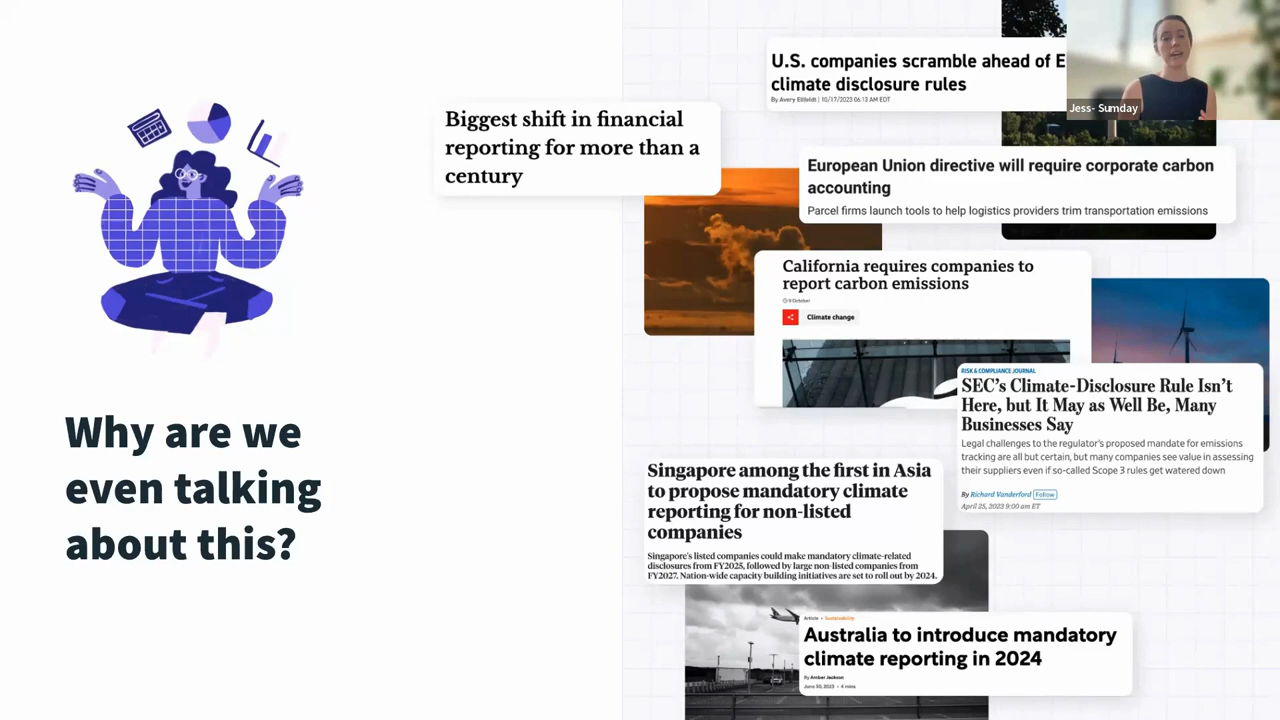 Why are we
even talking
about this?
Biggest shift in financial
reporting for more than a
century
U.S. companies scramble ahead of E
climate disclosure rules
By Avery Ellfeldt | 10/17/2023 06:13 AM EDT
Jess- Sumday
European Union directive will require corporate carbon
accounting
Parcel firms launch tools to help logistics providers trim transportation emissions
California requires companies to
report carbon emissions
9 October
Climate change
RISK & COMPLIANCE JOURNAL
SEC's Climate-Disclosure Rule Isn't
Here, but It May as Well Be, Many
Businesses Say
Legal challenges to the regulator's proposed mandate for emissions
tracking are all but certain, but many companies see value in assessing
their suppliers even if so-called Scope 3 rules get watered down
By Richard Vanderford Follow
April 25, 2023 9:00 am ET
Singapore among the first in Asia
to propose mandatory climate
reporting for non-listed
companies
Singapore's listed companies could make mandatory climate-related
disclosures from FY2025, followed by large non-listed companies from
FY2027. Nation-wide capacity building initiatives are set to roll out by 2024.
Article • Sustainability
Australia to introduce mandatory
climate reporting in 2024
By Amber Jackson
June 30, 2023 • 4 mins